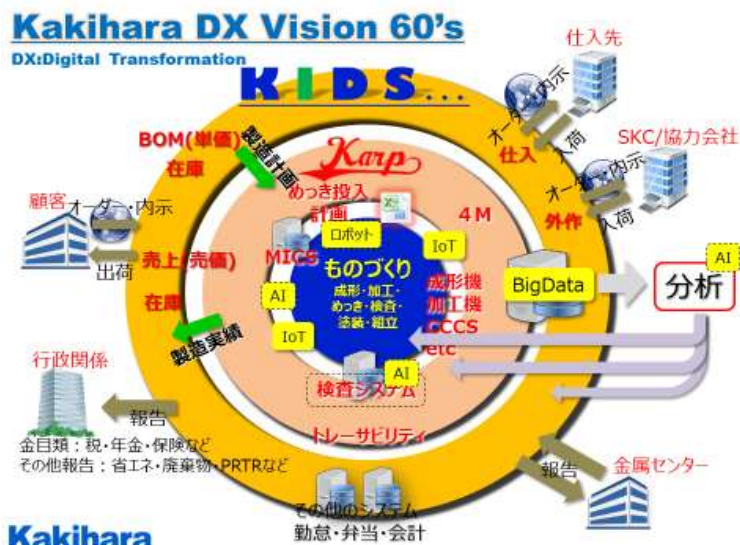 Kakihara DX Vision 60's
DX:Digital Transformation
KIDS...
仕入先
オーダー・内示
入荷
仕入
SKC/協力会社
オーダー・内示
入荷
外作
BOM(単価)
在庫
製造計画
Karp
めっき投入
計画
4M
顧客
オーダー・内示
出荷
売上(売価)
在庫
製造実績
MICS
ロボット
IoT
ものづくり
成形・加工・
めっき・検査・
塗装・組立
AI
IoT
成形機
加工機
CCCS
etc
BigData
分析
AI
AI
検査システム
トレーサビリティ
行政関係
報告
金目類:税・年金・保険など
その他報告:省エネ・廃棄物・PRTRなど
報告
金属センター
その他のシステム
勤怠・弁当・会計
Kakihara